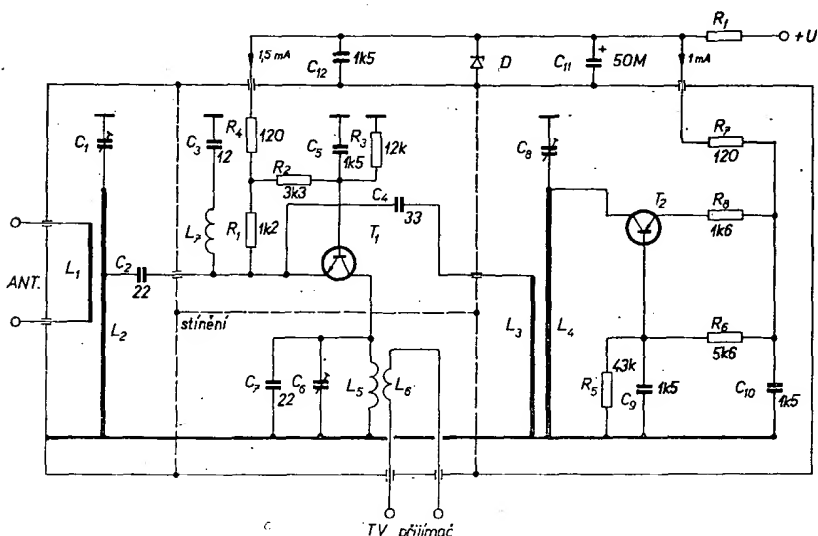 R₁
+U
1,5 mA
C₁₂
1k5
D
C₁₁
+
50M
1 mA
C₁
C₃
12
R₄
120
C₅
1k5
R₃
12k
C₈
R₇
120
R₂
3k3
C₄
33
T₂
R₈
1k6
L₇
R₁
1k2
T₁
L₁
C₂
22
ANT.
L₂
stínění
L₃
L₄
R₆
5k6
C₇
22
C₆
L₅
L₆
43k
R₅
C₉
1k5
C₁₀
1k5
TV přijímač